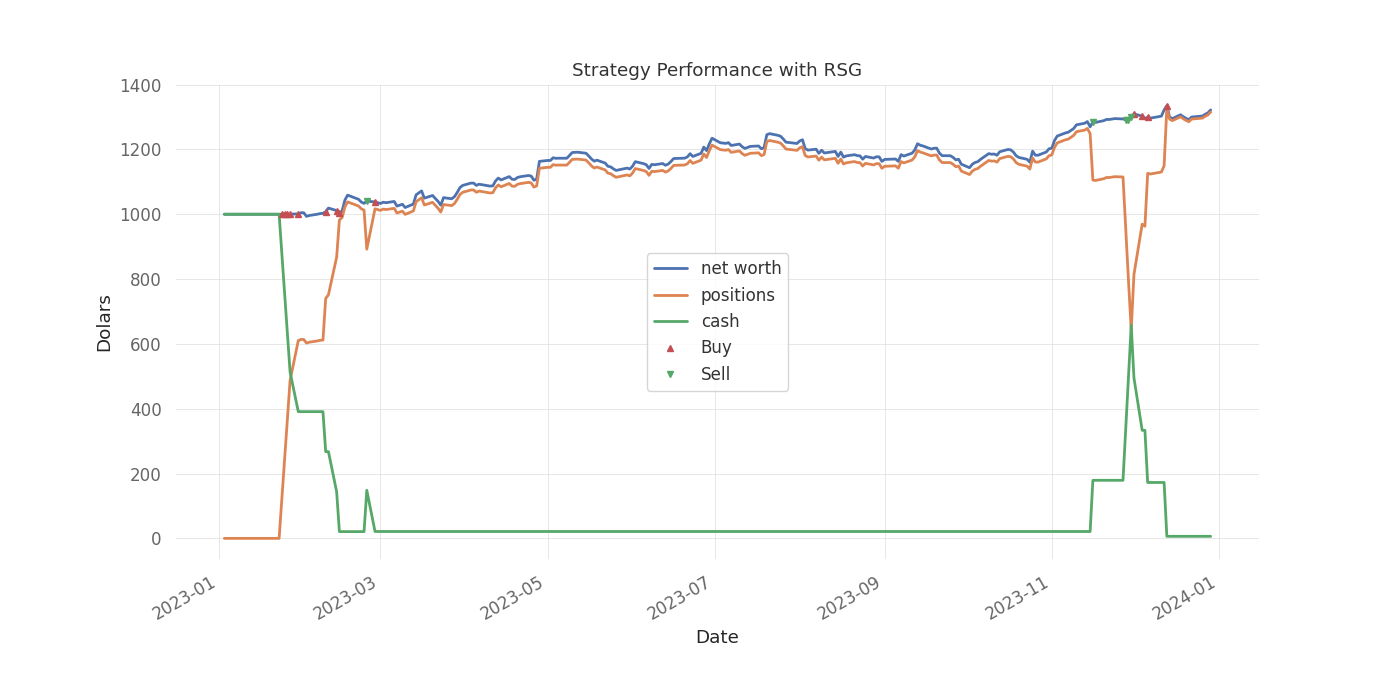 Strategy Performance with RSG
1400
1200
1000
800
600
400
200
0
Dolars
net worth
positions
cash
Buy
Sell
2023-01
2023-03
2023-05
2023-07
2023-09
2023-11
2024-01
Date